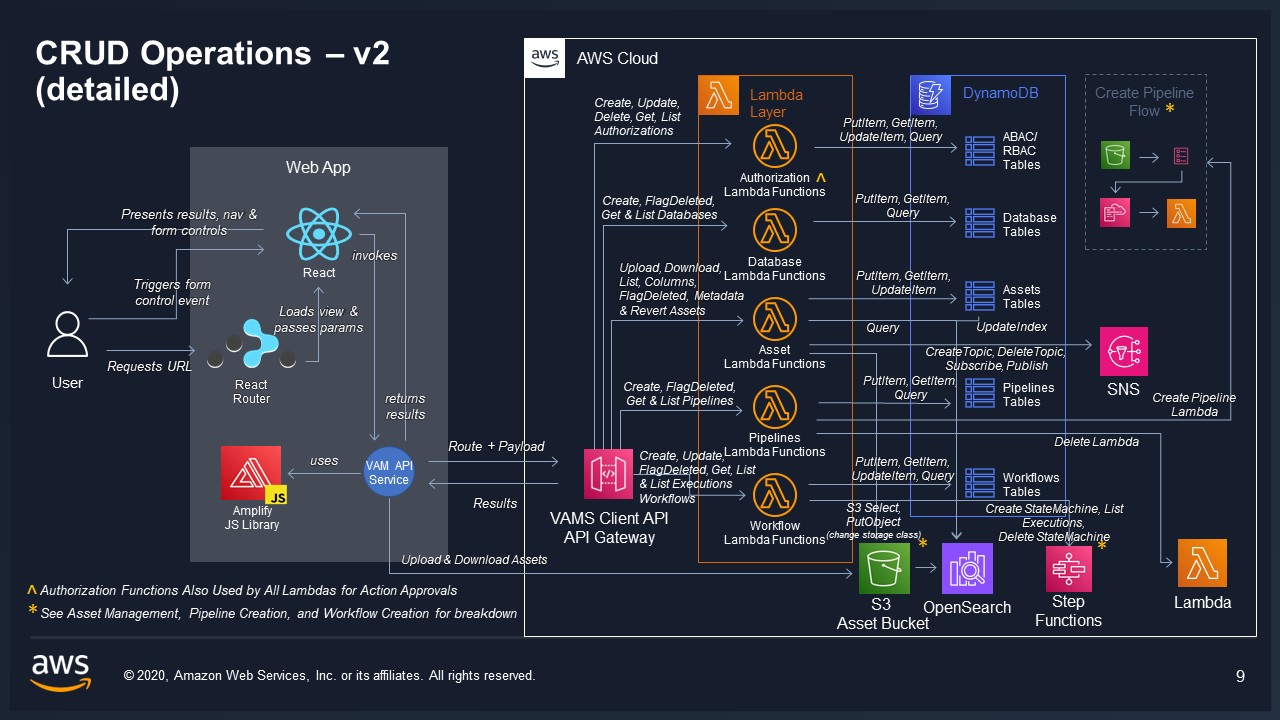 CRUD Operations – v2
(detailed)
aws
AWS Cloud
Lambda
Layer
DynamoDB
Create Pipeline
Flow *
Create, Update,
Delete, Get, List
Authorizations
Authorization ^
Lambda Functions
PutItem, GetItem,
UpdateItem, Query
ABAC/
RBAC
Tables
Web App
Presents results, nav &
form controls
React
invokes
Triggers form
control event
Loads view &
passes params
User
Requests URL
React
Router
returns
results
uses
VAM API
Service
JS
Amplify
JS Library
Route + Payload
Results
Upload & Download Assets
VAMS Client API
API Gateway
Create, FlagDeleted,
Get & List Databases
Database
Lambda Functions
PutItem, GetItem,
Query
Database
Tables
Upload, Download,
List, Columns,
FlagDeleted, Metadata
& Revert Assets
Asset
Lambda Functions
PutItem, GetItem,
UpdateItem
Assets
Tables
Query
UpdateIndex
CreateTopic, DeleteTopic,
Subscribe, Publish
SNS
Create, FlagDeleted,
Get & List Pipelines
Pipelines
Lambda Functions
PutItem, GetItem,
Query
Pipelines
Tables
Create Pipeline
Lambda
Delete Lambda
Create, Update,
FlagDeleted, Get, List
& List Executions
Workflows
Workflow
Lambda Functions
PutItem, GetItem,
UpdateItem, Query
Workflows
Tables
S3 Select,
PutObject
(change storage class)
Create StateMachine, List
Executions,
Delete StateMachine
*
*
S3
Asset Bucket
OpenSearch
Step
Functions
Lambda
^ Authorization Functions Also Used by All Lambdas for Action Approvals
* See Asset Management, Pipeline Creation, and Workflow Creation for breakdown
aws
© 2020, Amazon Web Services, Inc. or its affiliates. All rights reserved.
9